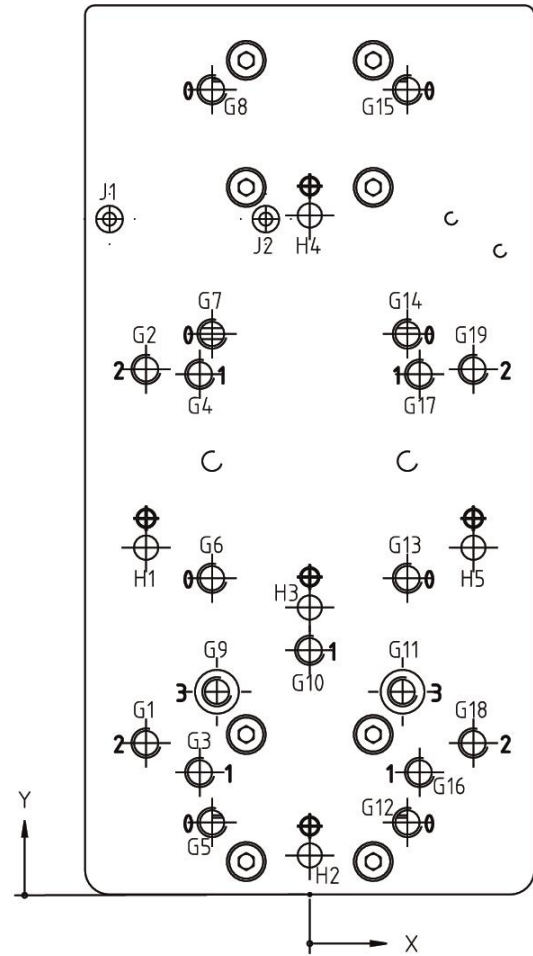 0 G8 G15 0
J1 J2 H4
G7 G14
G2 0 G19
2 1 1 2
G4 G17
G6 G13
H1 0 H3 0 H5
G9 1 G11
G10
3 3
G1 G18
2 G3 1 1 G16 2
0 G12 0
G5
Y H2
X